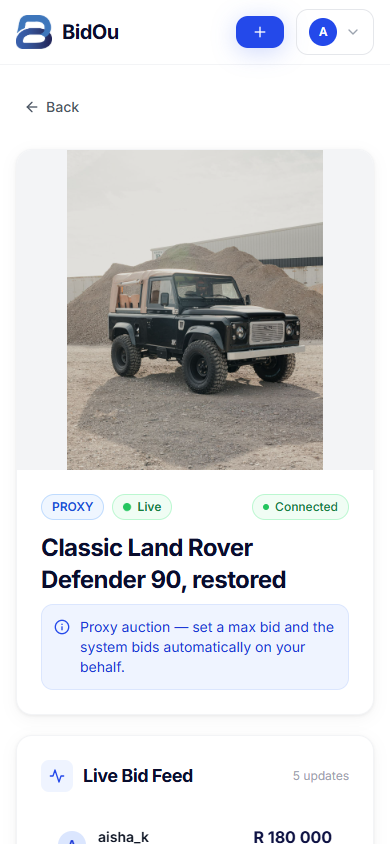 BidOu
A
Back
PROXY
Live
Connected
Classic Land Rover
Defender 90, restored
Proxy auction — set a max bid and the
system bids automatically on your
behalf.
Live Bid Feed
5 updates
A
aisha_k
R 180 000